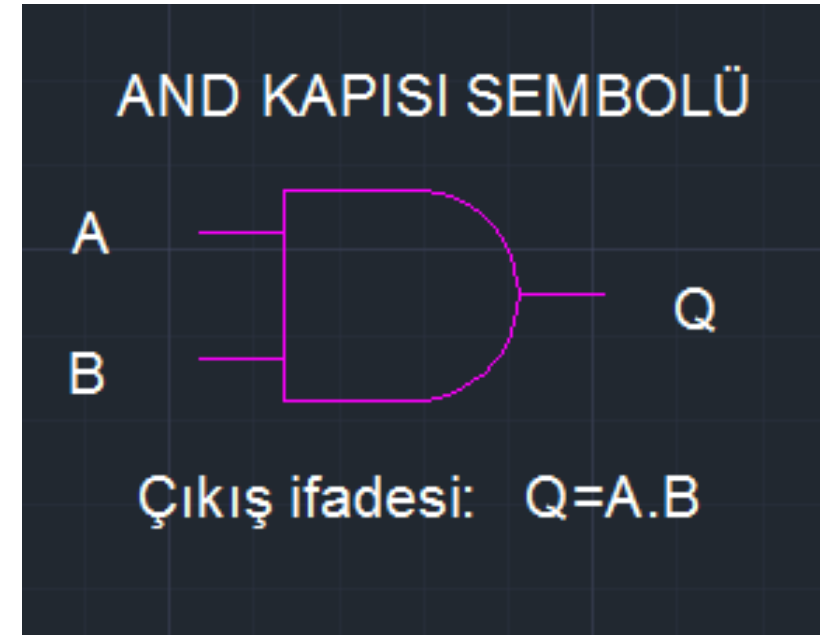 AND KAPISI SEMBOLÜ
A
Q
B
Çıkış ifadesi: Q=A.B